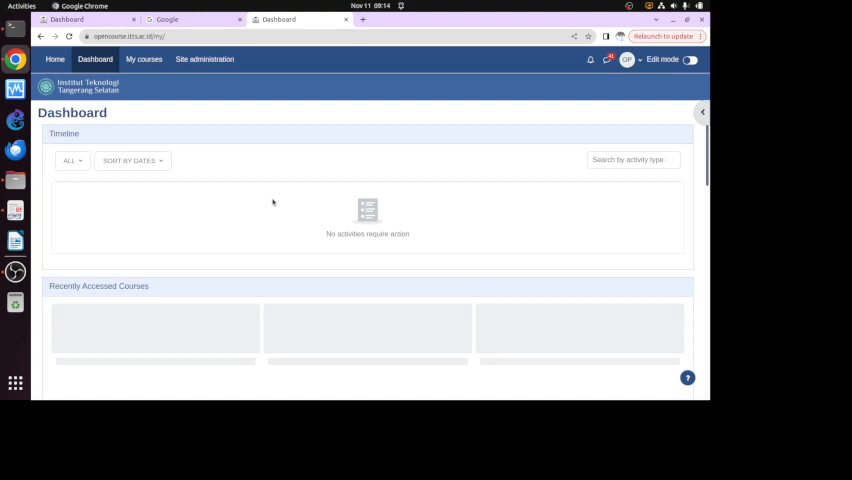 Activities
Google Chrome
Nov 11 09:14
Dashboard
Google
Dashboard
opencourse.itts.ac.id/my/
Relaunch to update
Home
Dashboard
My courses
Site administration
41
OP
Edit mode
Institut Teknologi
Tangerang Selatan
Dashboard
Timeline
ALL
SORT BY DATES
Search by activity type
No activities require action
Recently Accessed Courses
?